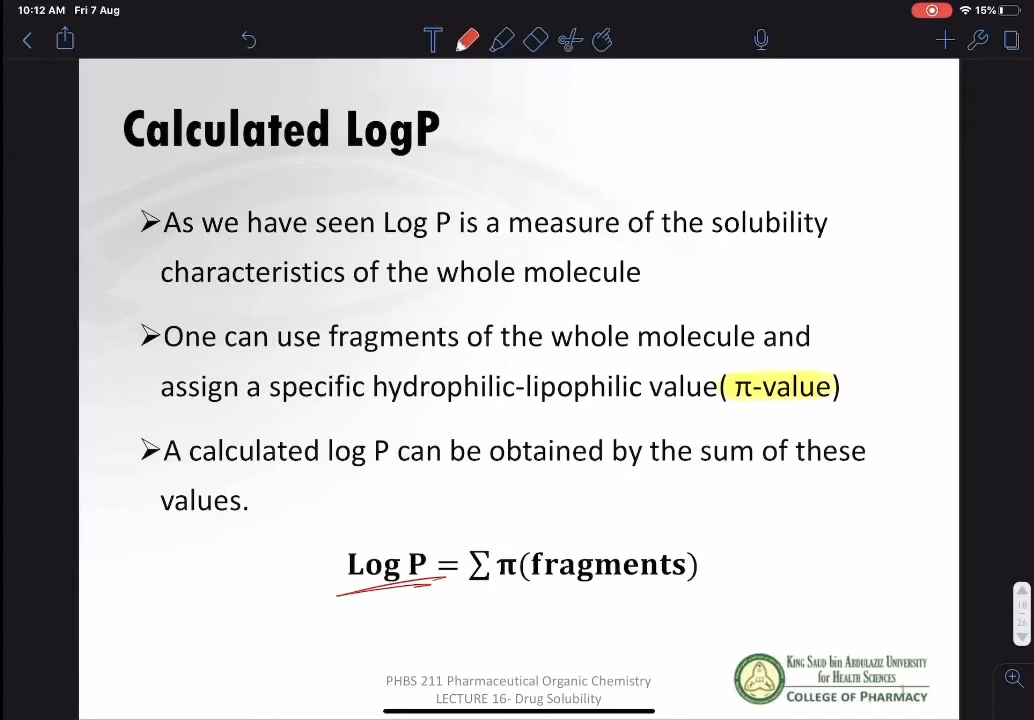 10:12 AM Fri 7 Aug
15%
Calculated LogP
➢As we have seen Log P is a measure of the solubility
characteristics of the whole molecule
➢One can use fragments of the whole molecule and
assign a specific hydrophilic-lipophilic value( π-value)
➢A calculated log P can be obtained by the sum of these
values.
Log P = ∑ π(fragments)
18
26
PHBS 211 Pharmaceutical Organic Chemistry
LECTURE 16- Drug Solubility
KING SAUD BIN ABDULAZIZ UNIVERSITY
FOR HEALTH SCIENCES
COLLEGE OF PHARMACY